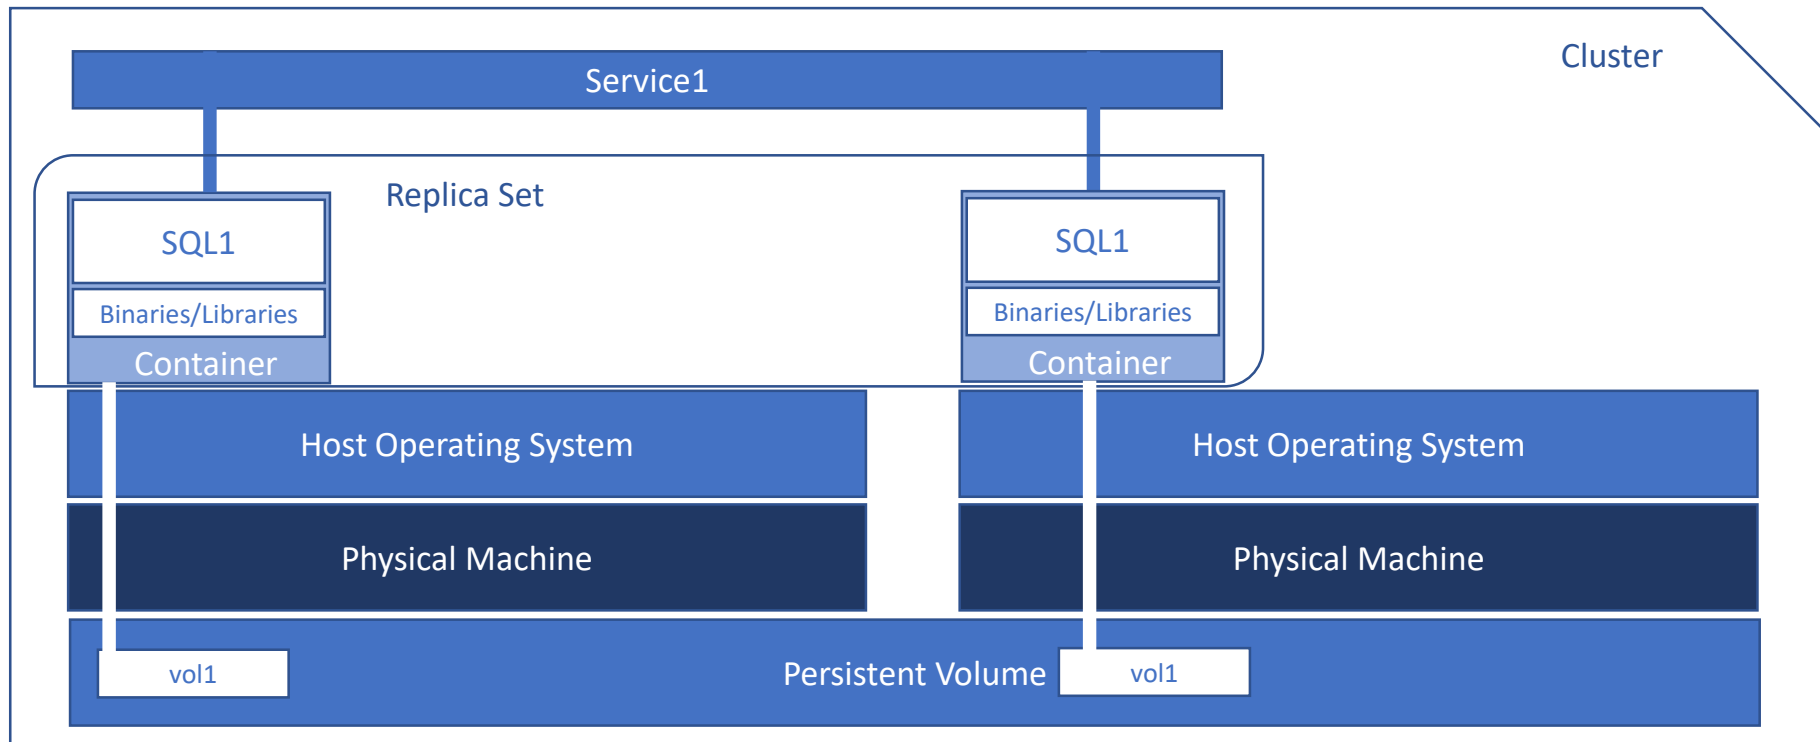 Cluster
Service1
Replica Set
SQL1
SQL1
Binaries/Libraries
Binaries/Libraries
Container
Container
Host Operating System
Host Operating System
Physical Machine
Physical Machine
vol1
Persistent Volume
vol1